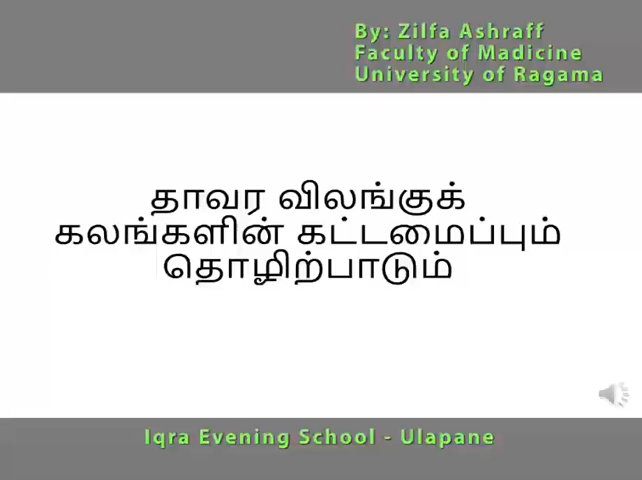 By: Zilfa Ashraff
Faculty of Madicine
University of Ragama
தாவர விலங்குக்
கலங்களின் கட்டமைப்பும்
தொழிற்பாடும்
Iqra Evening School - Ulapane